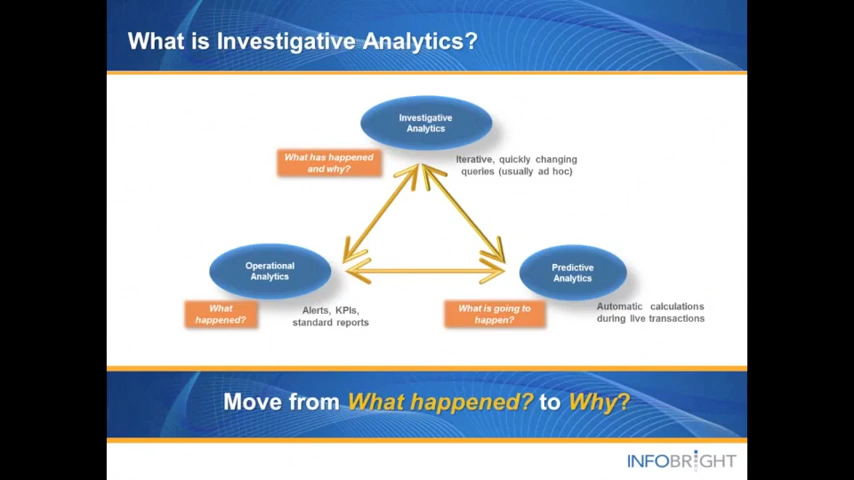 What is Investigative Analytics?
Investigative
Analytics
What has happened
and why?
Iterative, quickly changing
queries (usually ad hoc)
Operational
Analytics
What
happened?
Alerts, KPIs,
standard reports
Predictive
Analytics
What is going to
happen?
Automatic calculations
during live transactions
Move from What happened? to Why?
INFOBRIGHT